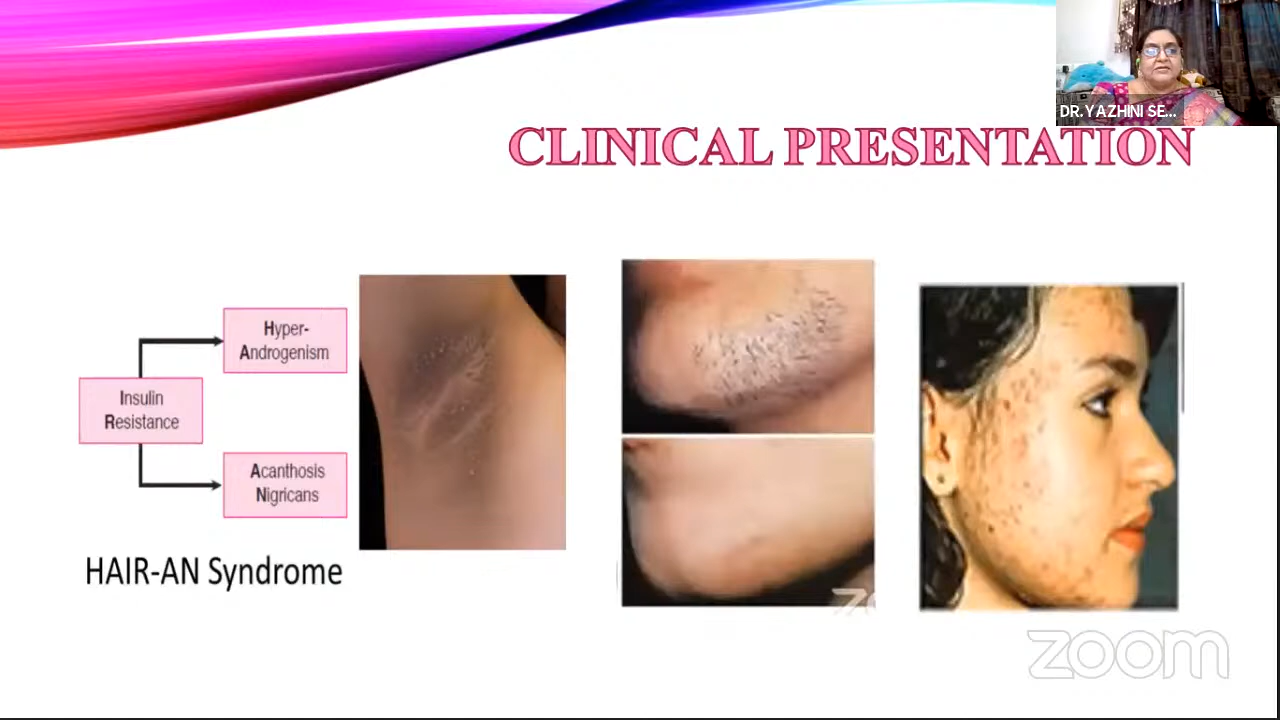 DR.YAZHINI SE...
CLINICAL PRESENTATION
Hyper-
Androgenism
Insulin
Resistance
Acanthosis
Nigricans
HAIR-AN Syndrome
zoom